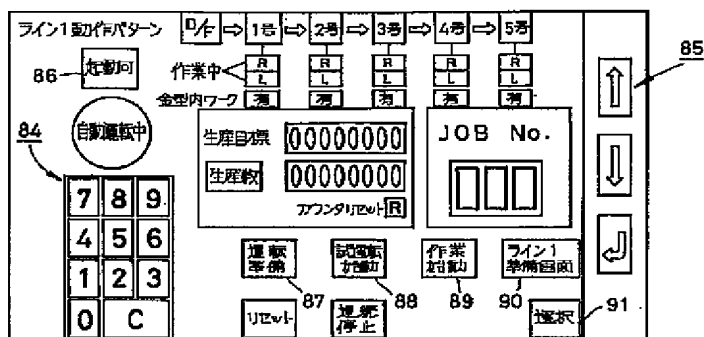 ライン1動作パターン D/F ⇨ 1号 ⇨ 2号 ⇨ 3号 ⇨ 4号 ⇨ 5号
86 起動可
作業中 R R R R R
L L L L L
金型内ワーク 有 有 有 有 有
85
84
自動運転中
生産目標 00000000
生産数 00000000
カウンタリセット R
JOB No.
7 8 9
4 5 6
1 2 3
0 C
運転準備
試運転始動
作業始動
ライン1準備画面
87 88 89 90
リセット
連続停止
選択
91